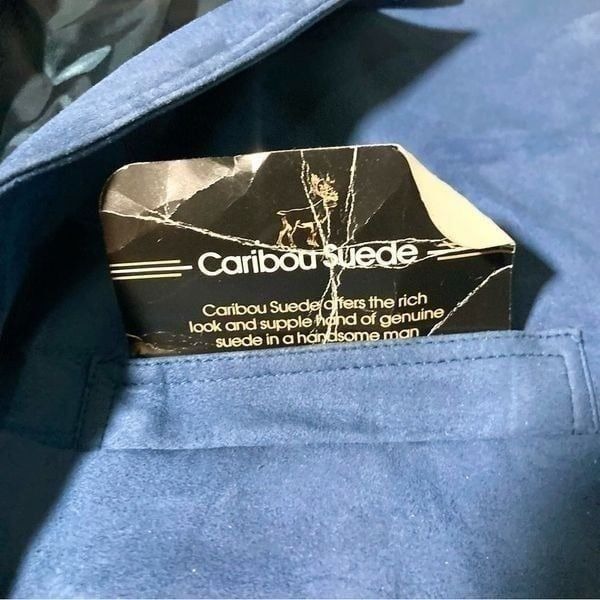 Caribou Suede
Caribou Suede offers the rich
look and supple hand of genuine
suede in a handsome man